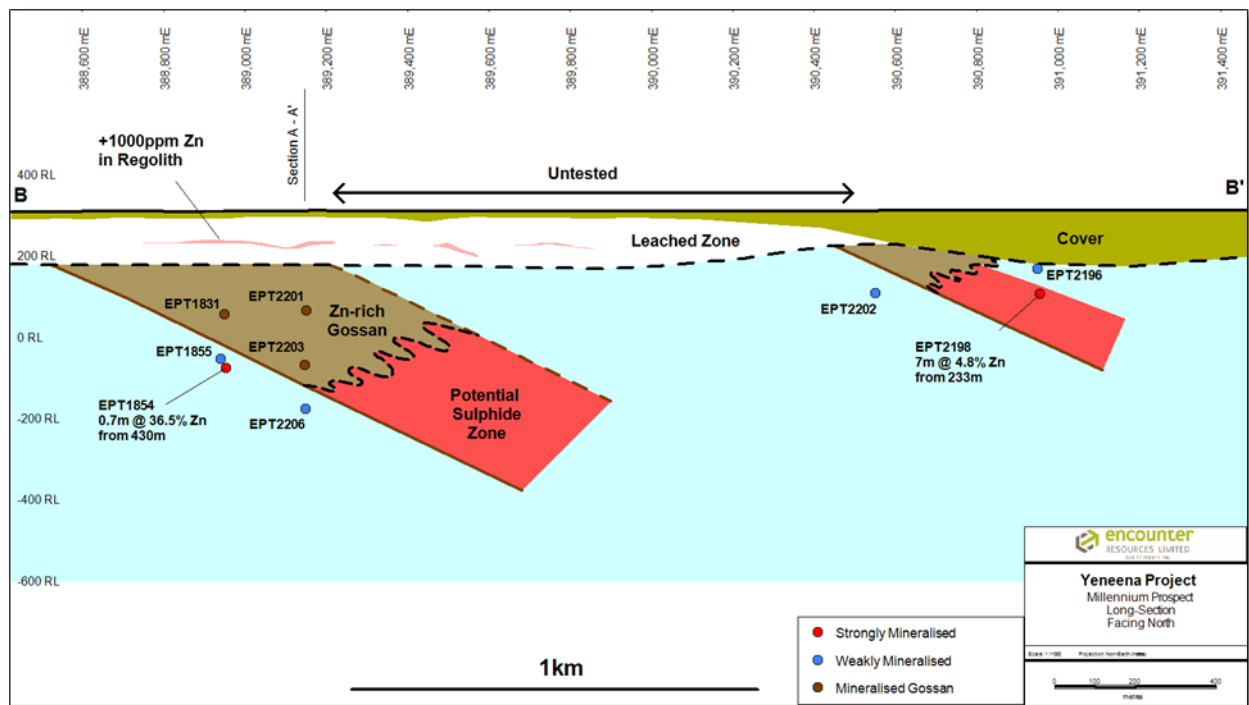 388,600 mE
388,800 mE
389,000 mE
389,200 mE
389,400 mE
389,600 mE
389,800 mE
390,000 mE
390,200 mE
390,400 mE
390,600 mE
390,800 mE
391,000 mE
391,200 mE
391,400 mE
+1000ppm Zn
in Regolith
Section A - A'
400 RL
Untested
B
B'
Leached Zone
Cover
200 RL
EPT1831
EPT2201
Zn-rich
Gossan
EPT2196
EPT2202
0 RL
EPT1855
EPT2203
EPT2198
7m @ 4.8% Zn
from 233m
EPT1854
0.7m @ 36.5% Zn
from 430m
EPT2206
Potential
Sulphide
Zone
-200 RL
-400 RL
-600 RL
1km
Strongly Mineralised
Weakly Mineralised
Mineralised Gossan
encounter
RESOURCES LIMITED
Yeneena Project
Millennium Prospect
Long-Section
Facing North
0 100 200 400
metres